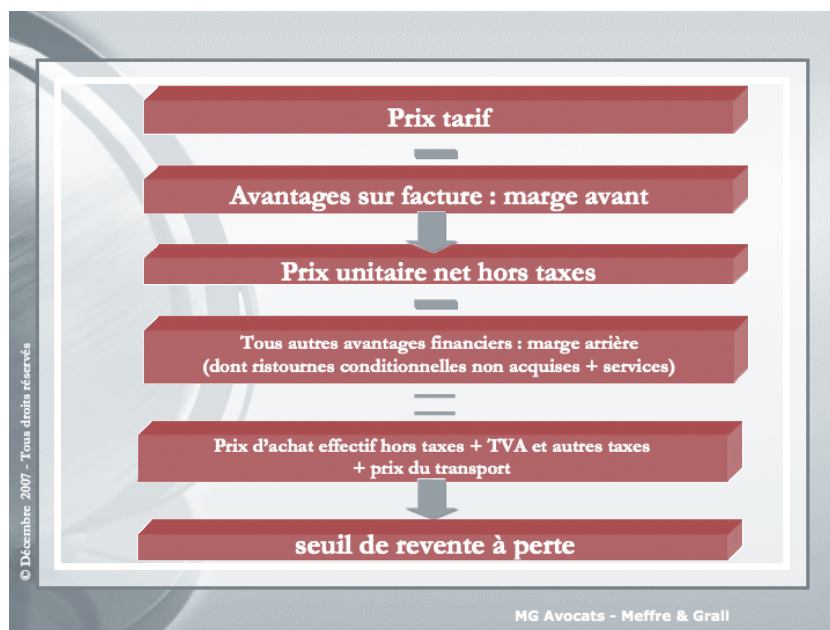 Prix tarif
Avantages sur facture : marge avant
Prix unitaire net hors taxes
Tous autres avantages financiers : marge arrière
(dont ristournes conditionnelles non acquises + services)
Prix d'achat effectif hors taxes + TVA et autres taxes
+ prix du transport
seuil de revente à perte
© Décembre 2007 - Tous droits réservés
MG Avocats - Meffre & Grall